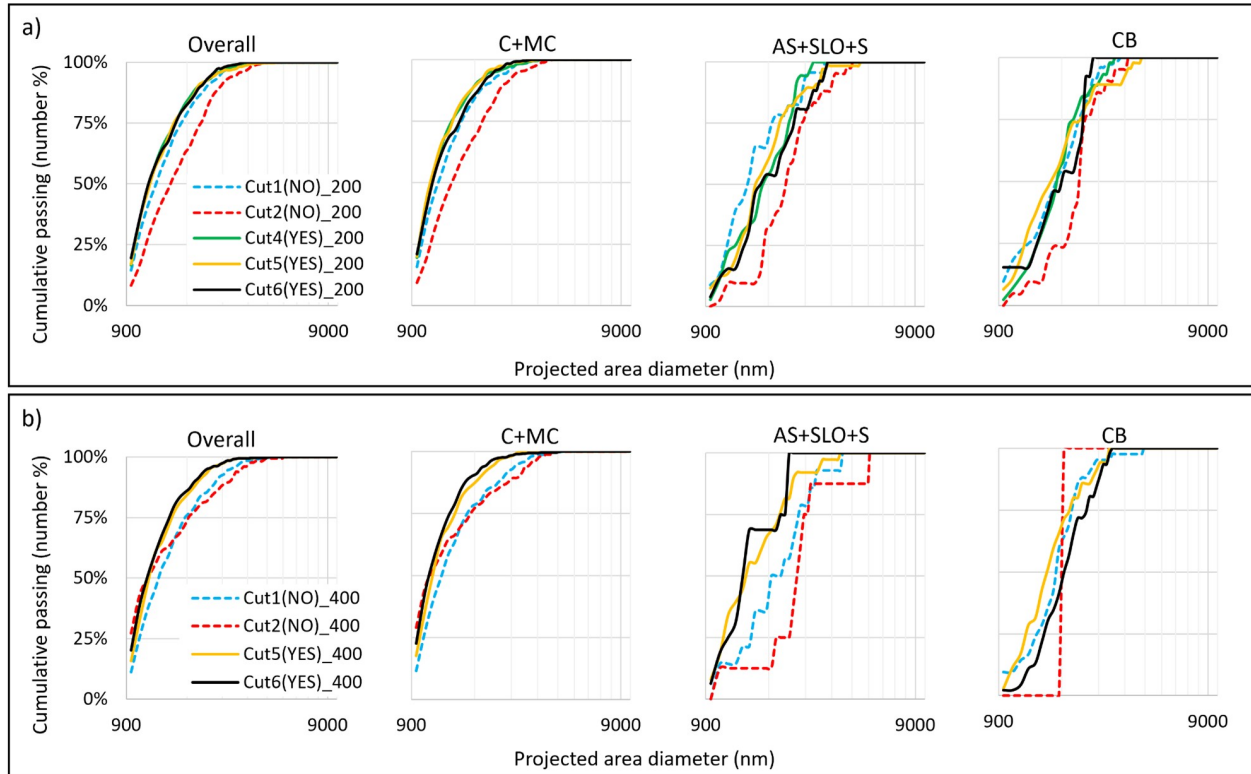 a)
Overall
C+MC
AS+SLO+S
CB
Cumulative passing (number %)
100%
75%
50%
25%
0%
Cut1(NO)_200
Cut2(NO)_200
Cut4(YES)_200
Cut5(YES)_200
Cut6(YES)_200
900
9000
900
9000
900
9000
900
9000
Projected area diameter (nm)
b)
Overall
C+MC
AS+SLO+S
CB
Cumulative passing (number %)
100%
75%
50%
25%
0%
Cut1(NO)_400
Cut2(NO)_400
Cut5(YES)_400
Cut6(YES)_400
900
9000
900
9000
900
9000
900
9000
Projected area diameter (nm)